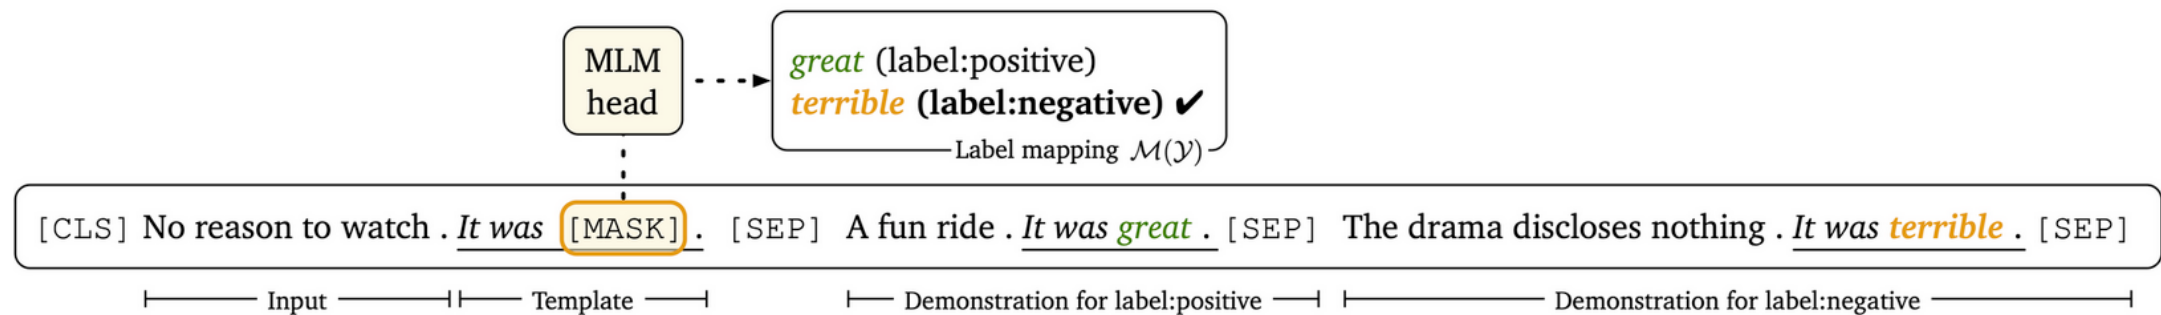 MLM
head
great (label:positive)
terrible (label:negative) ✔
Label mapping ℳ(𝒴)
[CLS] No reason to watch . It was [MASK] . [SEP] A fun ride . It was great . [SEP] The drama discloses nothing . It was terrible . [SEP]
Input Template Demonstration for label:positive Demonstration for label:negative